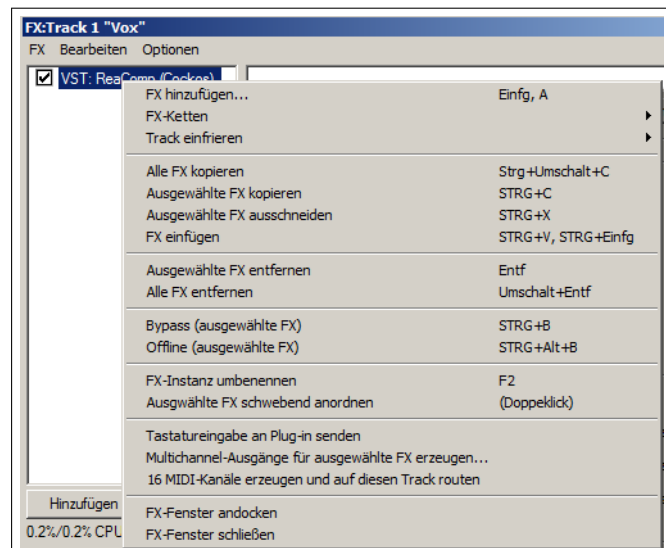 FX:Track 1 "Vox"
FX Bearbeiten Optionen
VST: ReaComp (Cockos)
FX hinzufügen... Einfg, A
FX-Ketten
Track einfrieren
Alle FX kopieren Strg+Umschalt+C
Ausgewählte FX kopieren STRG+C
Ausgewählte FX ausschneiden STRG+X
FX einfügen STRG+V, STRG+Einfg
Ausgewählte FX entfernen Entf
Alle FX entfernen Umschalt+Entf
Bypass (ausgewählte FX) STRG+B
Offline (ausgewählte FX) STRG+Alt+B
FX-Instanz umbenennen F2
Ausgwählte FX schwebend anordnen (Doppeklick)
Tastatureingabe an Plug-in senden
Multichannel-Ausgänge für ausgewählte FX erzeugen...
16 MIDI-Kanäle erzeugen und auf diesen Track routen
Hinzufügen
FX-Fenster andocken
0.2%/0.2% CPU
FX-Fenster schließen